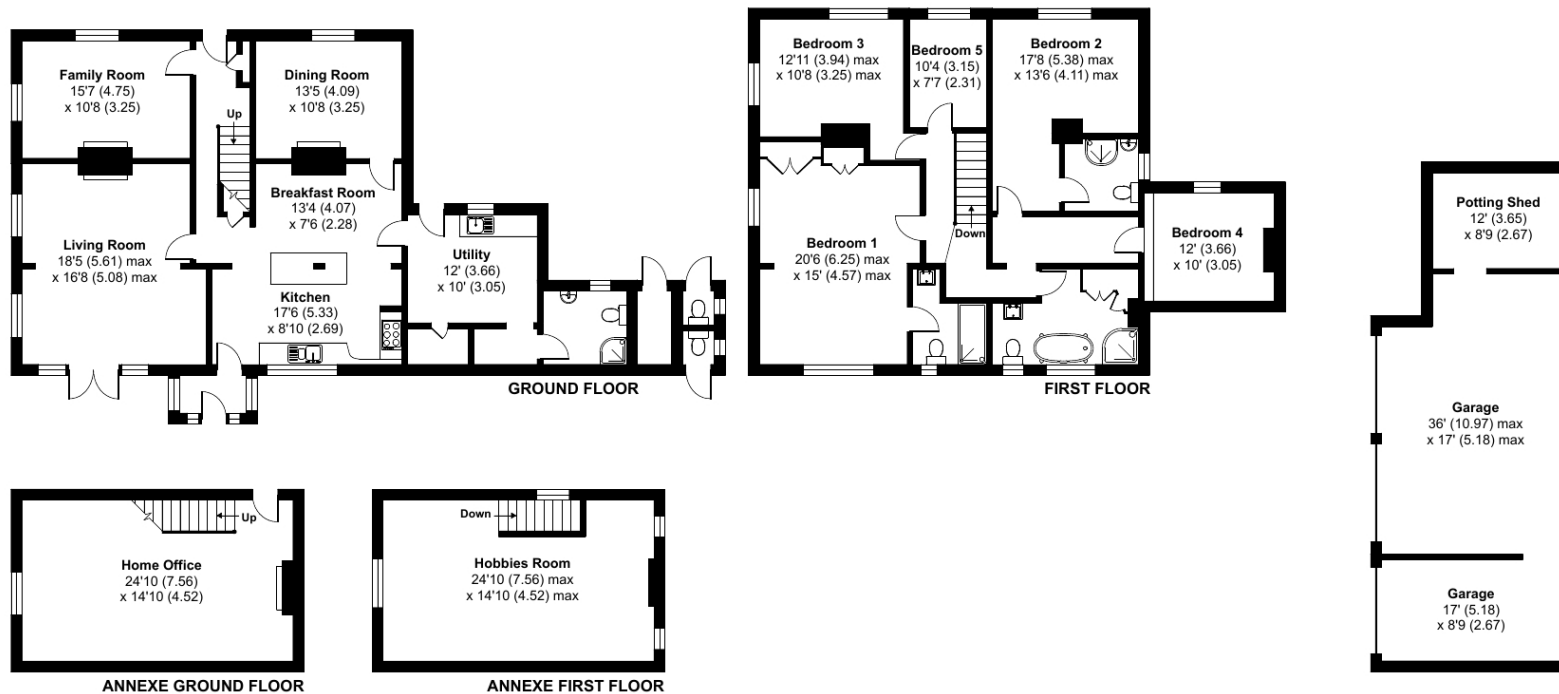 Family Room
15'7 (4.75)
x 10'8 (3.25)
Dining Room
13'5 (4.09)
x 10'8 (3.25)
Up
Breakfast Room
13'4 (4.07)
x 7'6 (2.28)
Living Room
18'5 (5.61) max
x 16'8 (5.08) max
Utility
12' (3.66)
x 10' (3.05)
Kitchen
17'6 (5.33)
x 8'10 (2.69)
GROUND FLOOR
Bedroom 3
12'11 (3.94) max
x 10'8 (3.25) max
Bedroom 5
10'4 (3.15)
x 7'7 (2.31)
Bedroom 2
17'8 (5.38) max
x 13'6 (4.11) max
Bedroom 1
20'6 (6.25) max
x 15' (4.57) max
Down
Bedroom 4
12' (3.66)
x 10' (3.05)
FIRST FLOOR
Potting Shed
12' (3.65)
x 8'9 (2.67)
Garage
36' (10.97) max
x 17' (5.18) max
Garage
17' (5.18)
x 8'9 (2.67)
Up
Home Office
24'10 (7.56)
x 14'10 (4.52)
ANNEXE GROUND FLOOR
Down
Hobbies Room
24'10 (7.56) max
x 14'10 (4.52) max
ANNEXE FIRST FLOOR